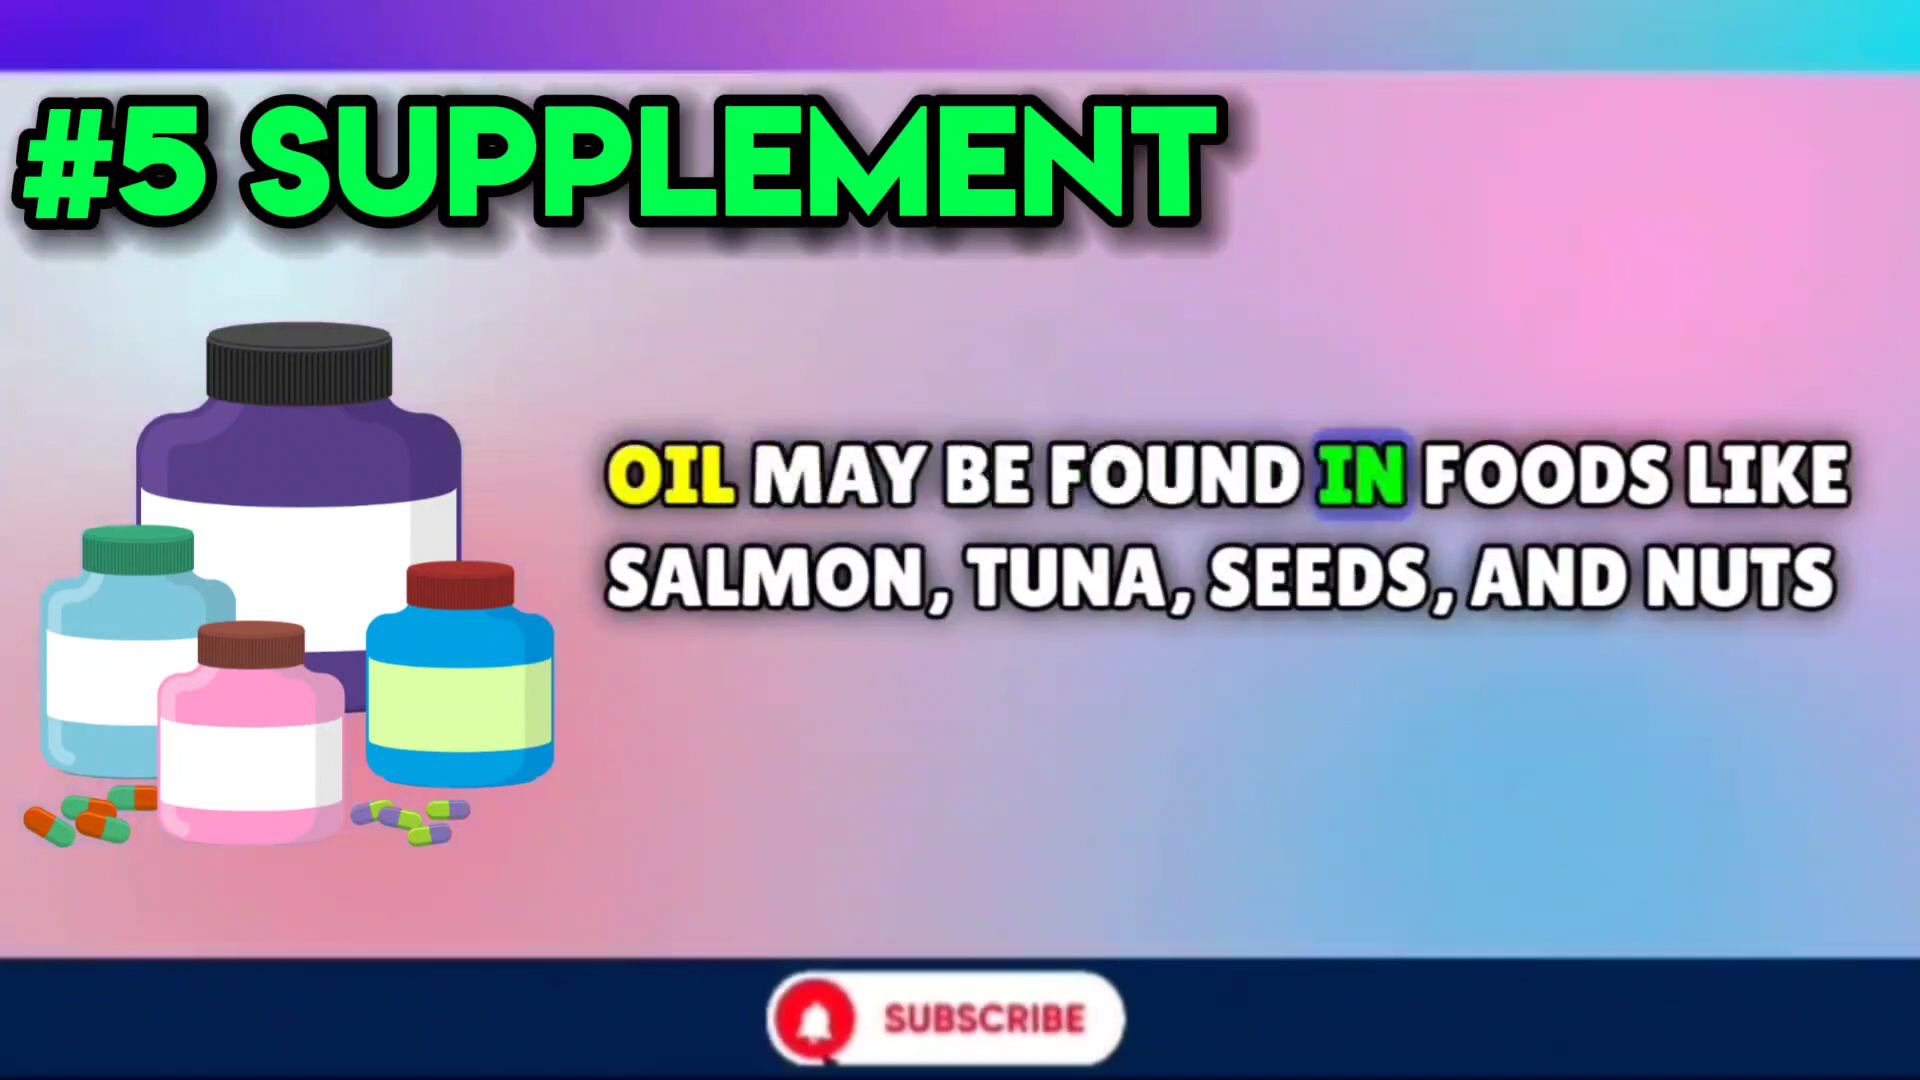 #5 SUPPLEMENT
OIL MAY BE FOUND IN FOODS LIKE
SALMON, TUNA, SEEDS, AND NUTS
SUBSCRIBE